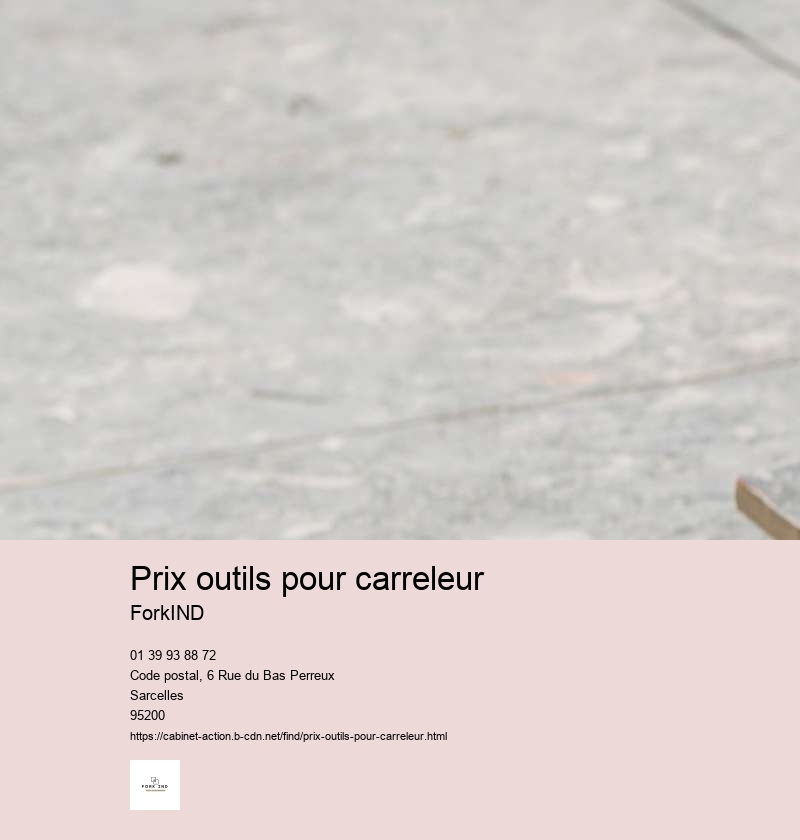 Prix outils pour carreleur
ForkIND
01 39 93 88 72
Code postal, 6 Rue du Bas Perreux
Sarcelles
95200
https://cabinet-action.b-cdn.net/find/prix-outils-pour-carreleur.html
FORK IND